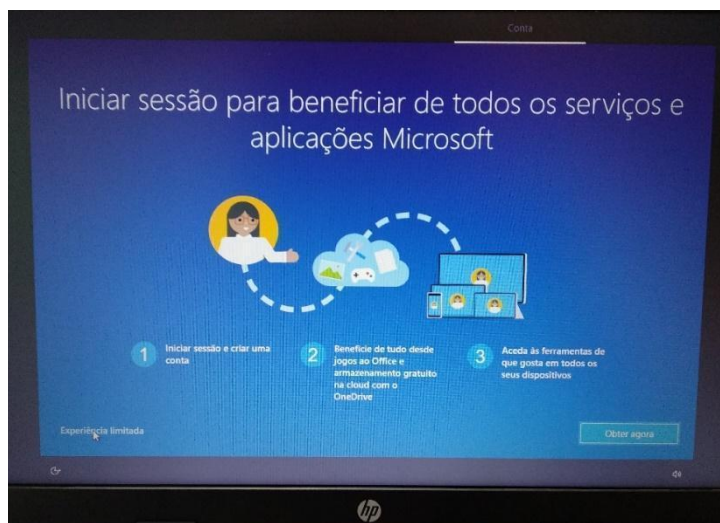 Conta
Iniciar sessão para beneficiar de todos os serviços e
aplicações Microsoft
1
Iniciar sessão e criar uma
conta
2
Beneficie de tudo desde
jogos ao Office e
armazenamento gratuito
na cloud com o
OneDrive
3
Aceda às ferramentas de
que gosta em todos os
seus dispositivos
Experiência limitada
Obter agora
hp